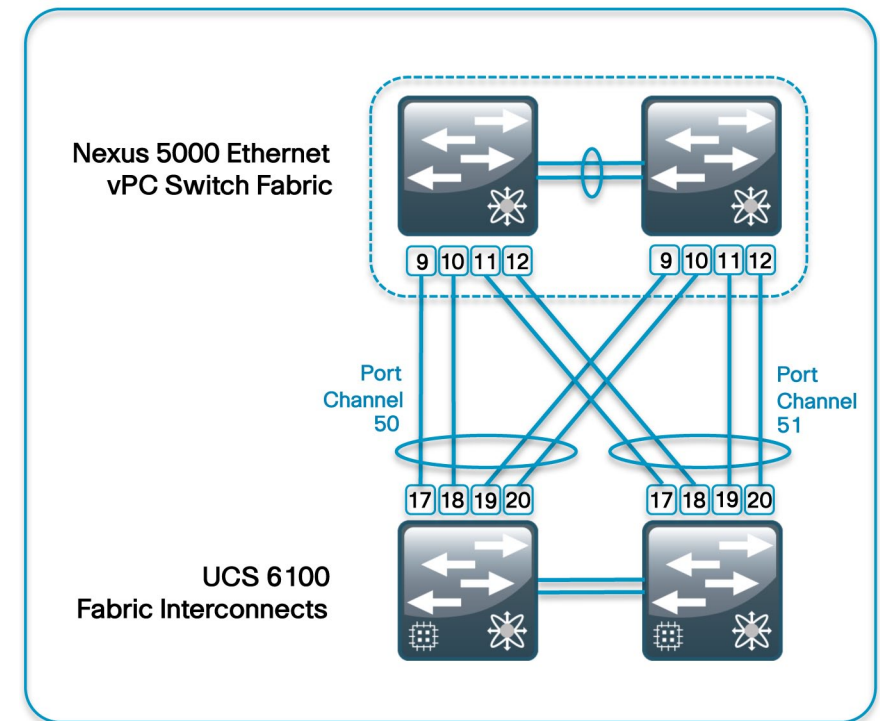 Nexus 5000 Ethernet
vPC Switch Fabric
9 10 11 12
9 10 11 12
Port
Channel
50
Port
Channel
51
17 18 19 20
17 18 19 20
UCS 6100
Fabric Interconnects